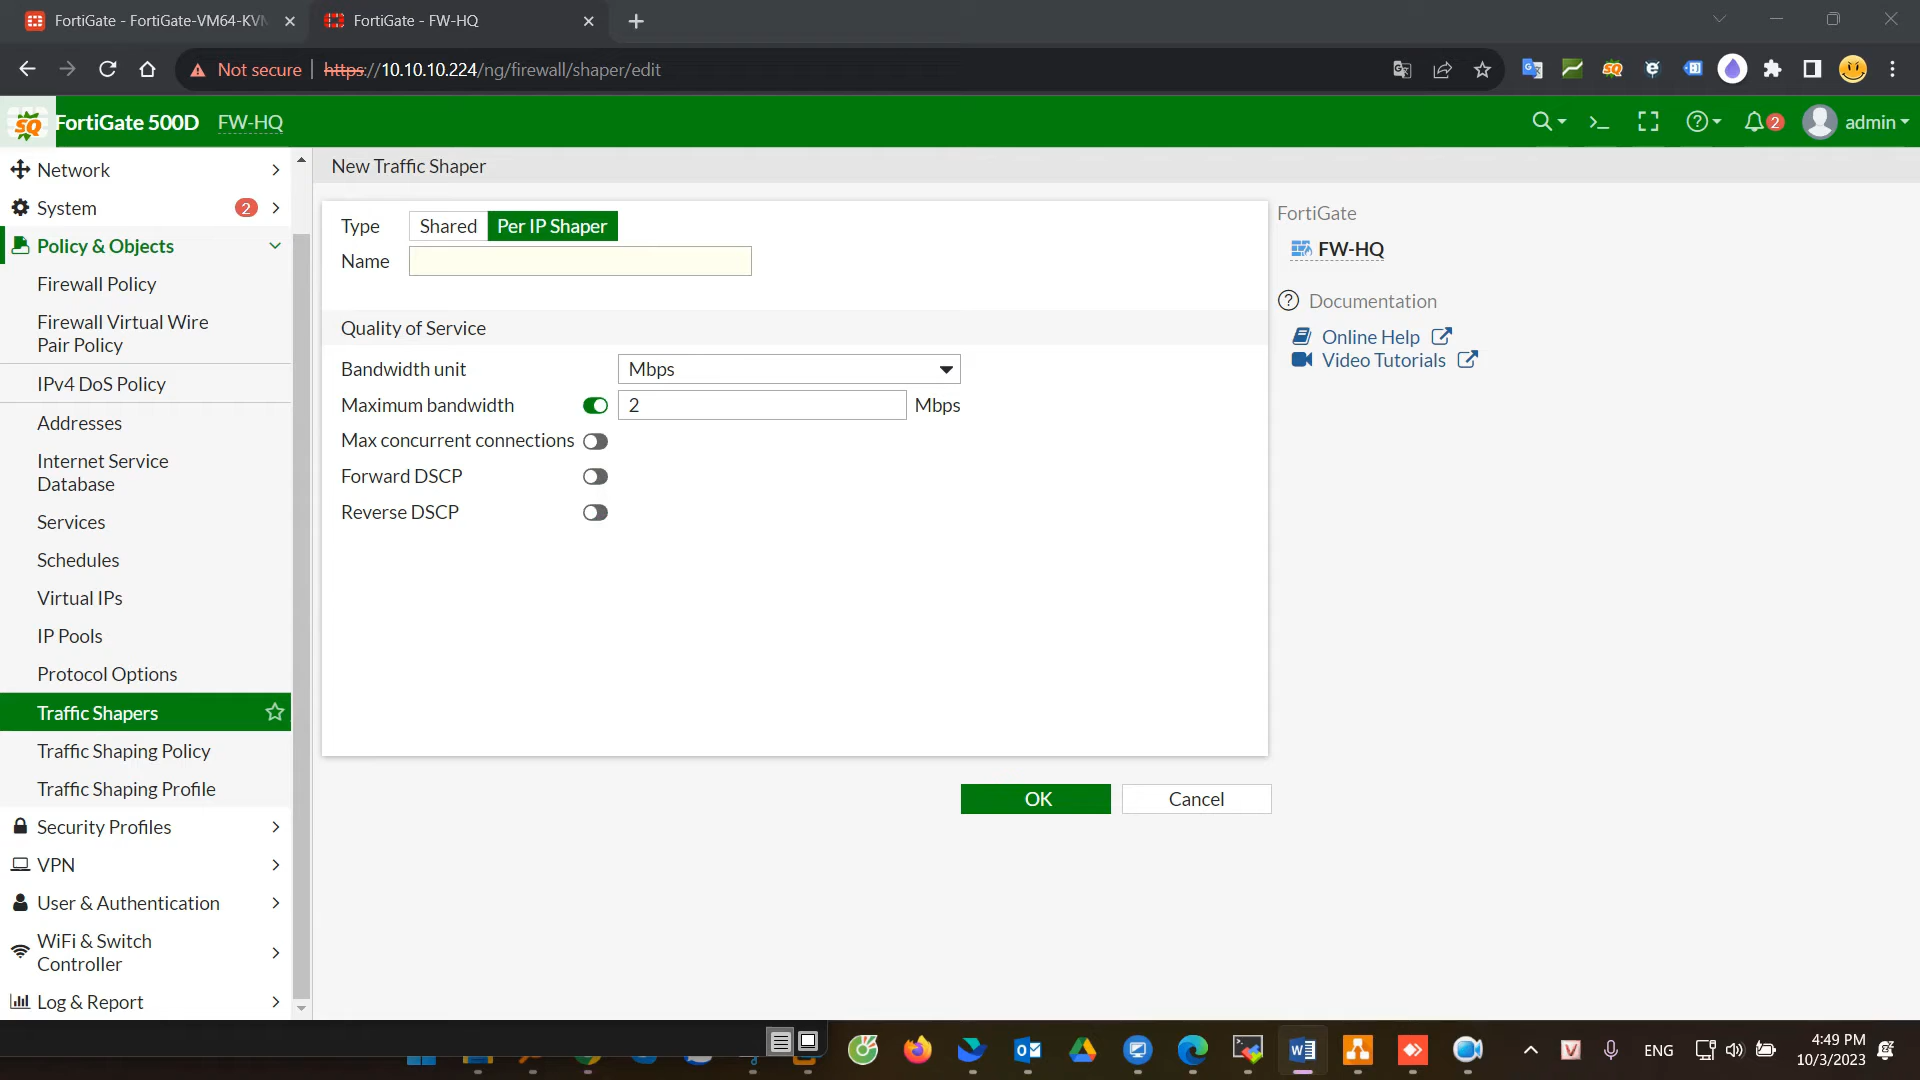 FortiGate - FortiGate-VM64-KVM
FortiGate - FW-HQ
Not secure
https://10.10.10.224/ng/firewall/shaper/edit
SQ
FortiGate 500D
FW-HQ
2
admin
Network
System
2
Policy & Objects
Firewall Policy
Firewall Virtual Wire
Pair Policy
IPv4 DoS Policy
Addresses
Internet Service
Database
Services
Schedules
Virtual IPs
IP Pools
Protocol Options
Traffic Shapers
Traffic Shaping Policy
Traffic Shaping Profile
Security Profiles
VPN
User & Authentication
WiFi & Switch
Controller
Log & Report
New Traffic Shaper
Type
Shared
Per IP Shaper
Name
Quality of Service
Bandwidth unit
Mbps
Maximum bandwidth
2
Mbps
Max concurrent connections
Forward DSCP
Reverse DSCP
OK
Cancel
FortiGate
FW-HQ
Documentation
Online Help
Video Tutorials
ENG
4:49 PM
10/3/2023